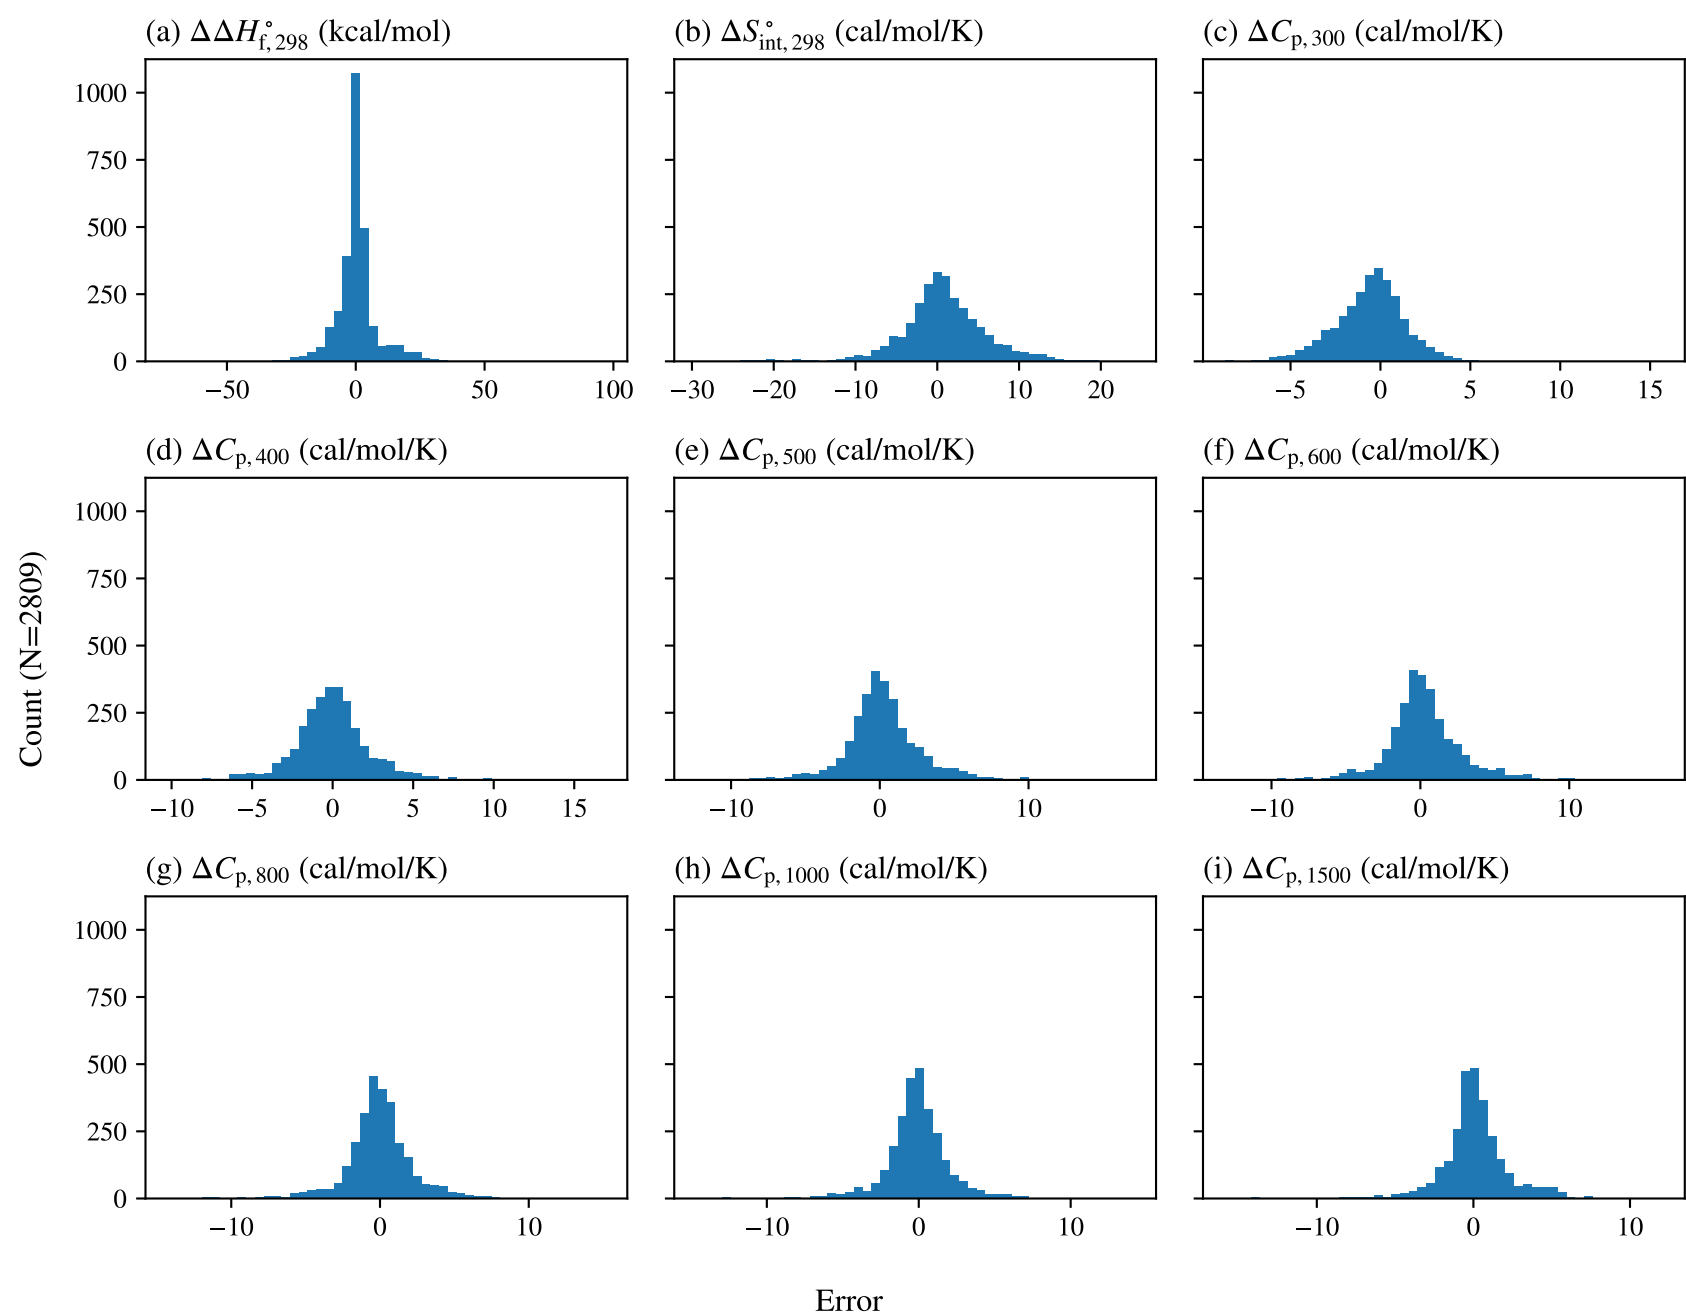 (a) ΔΔH°f, 298 (kcal/mol)
(b) ΔS°int, 298 (cal/mol/K)
(c) ΔCp, 300 (cal/mol/K)
1000
750
500
250
0
−50 0 50 100
−30 −20 −10 0 10 20
−5 0 5 10 15
(d) ΔCp, 400 (cal/mol/K)
(e) ΔCp, 500 (cal/mol/K)
(f) ΔCp, 600 (cal/mol/K)
Count (N=2809)
1000
750
500
250
0
−10 −5 0 5 10 15
−10 0 10
−10 0 10
(g) ΔCp, 800 (cal/mol/K)
(h) ΔCp, 1000 (cal/mol/K)
(i) ΔCp, 1500 (cal/mol/K)
1000
750
500
250
0
−10 0 10
−10 0 10
−10 0 10
Error